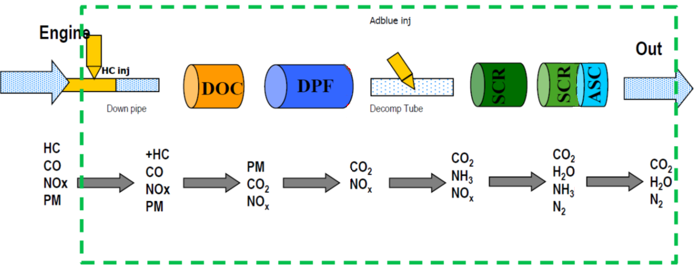 Adblue inj
Engine
Out
HC inj
DOC
DPF
SCR
SCR
ASC
Down pipe
Decomp Tube
HC
CO
NOx
PM
+HC
CO
NOx
PM
PM
CO₂
NOₓ
CO₂
NOₓ
CO₂
NH₃
NOₓ
CO₂
H₂O
NH₃
N₂
CO₂
H₂O
N₂